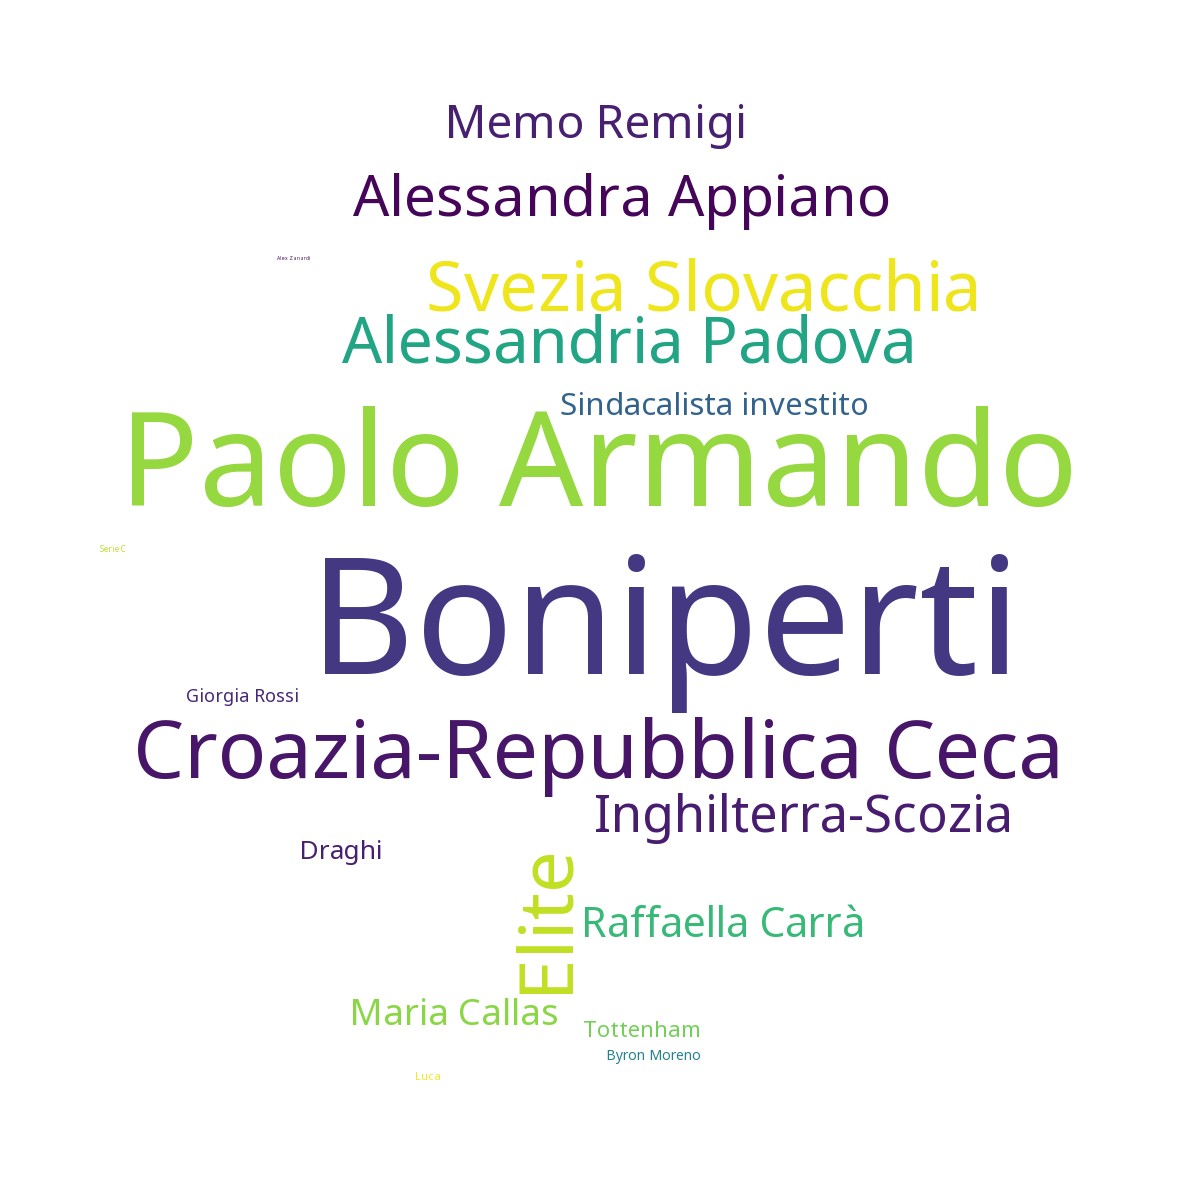 Memo Remigi
Alessandra Appiano
Alex Zanardi
Svezia Slovacchia
Alessandria Padova
Sindacalista investito
Paolo Armando
Serie C
Boniperti
Giorgia Rossi
Croazia-Repubblica Ceca
Inghilterra-Scozia
Draghi
Elite
Raffaella Carrà
Maria Callas
Tottenham
Byron Moreno
Luca